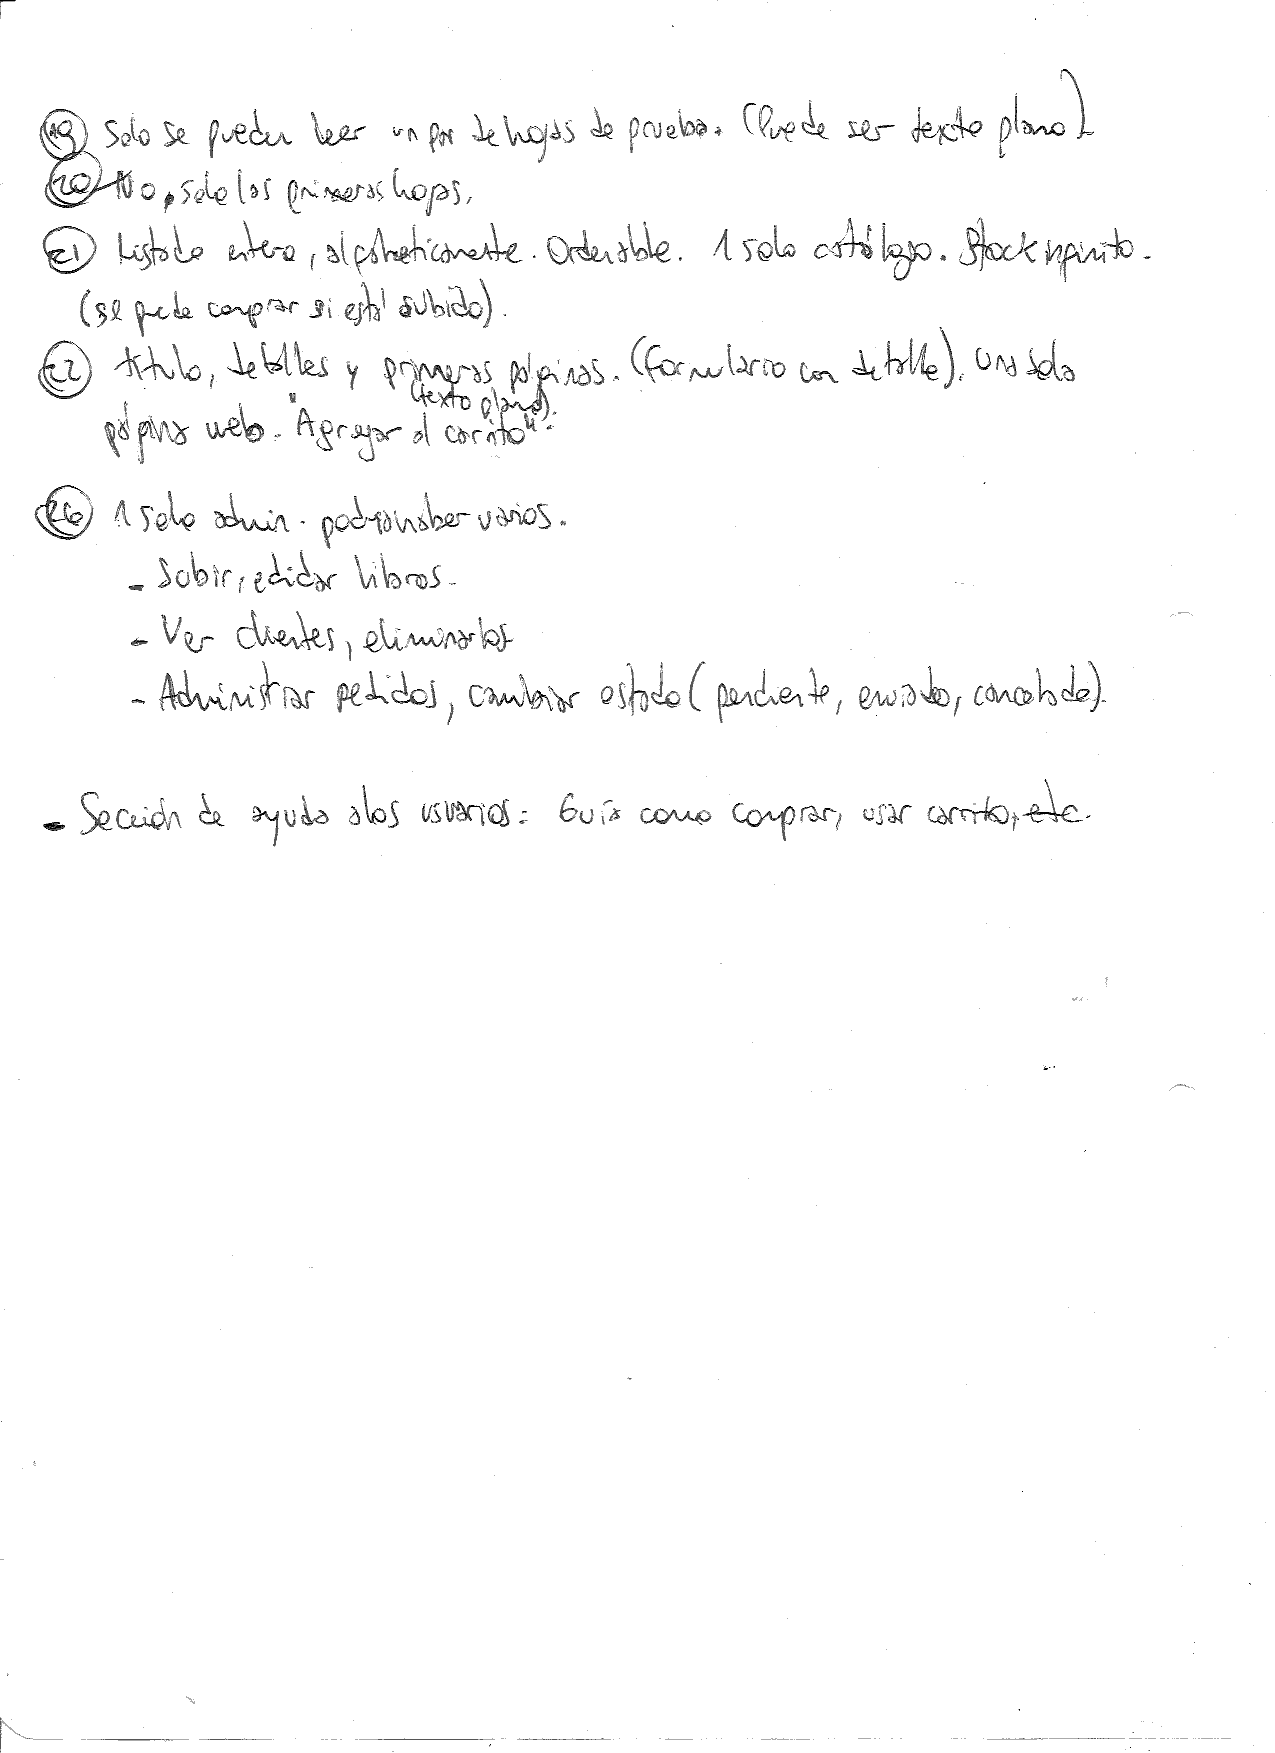 19 Solo se pueden leer un par de hojas de prueba. (Puede ser texto plano)
20 No, solo las primeras hojas.
21 Listado entero, alfabeticamente. Ordenable. 1 solo catálogo. Stock infinito.
(se puede comprar si está subido).
22 título, detalles y primeras páginas. (Formulario con detalle). Una sola
(texto plano).
página web. "Agregar al carrito".
26 1 solo admin. podrian haber varios.
- Subir, editar libros.
- Ver clientes, eliminarlos
- Administrar pedidos, cambiar estado (pendiente, enviado, cancelado).
- Sección de ayuda a los usuarios: Guía como comprar, usar carrito, etc.